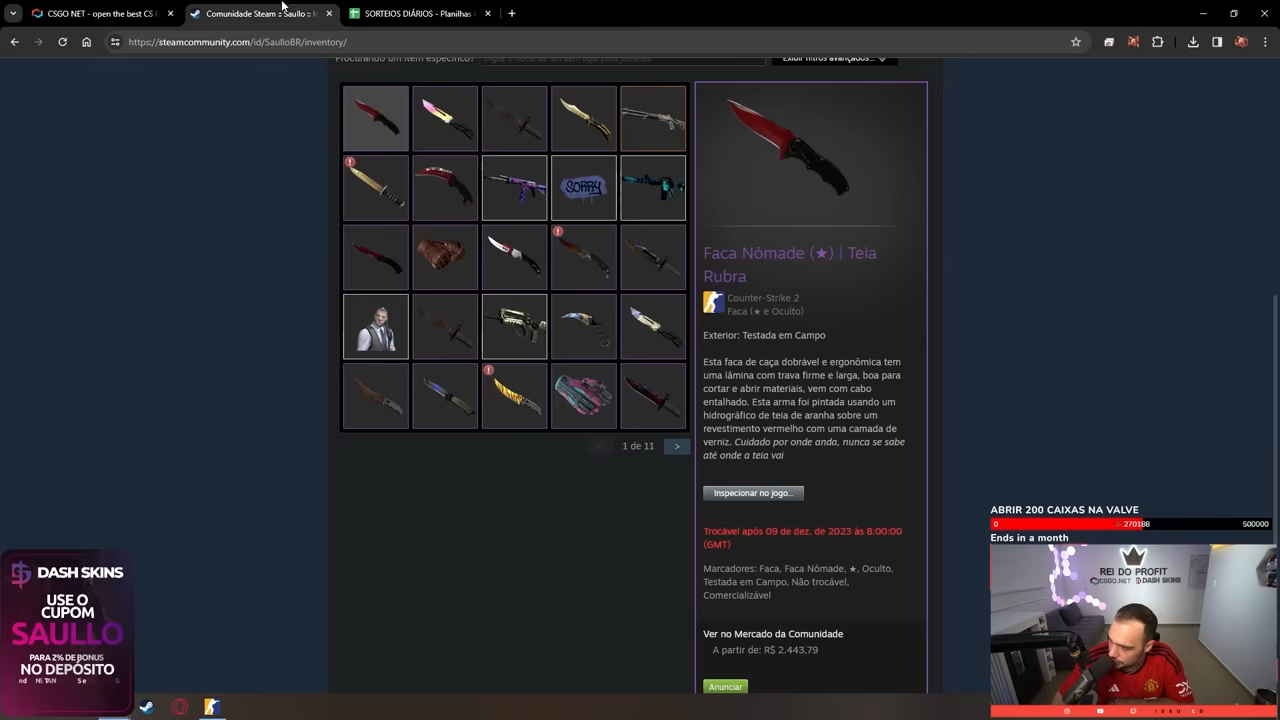 CSGO NET - open the best CS G
Comunidade Steam :: Saullo :: In
SORTEIOS DIÁRIOS - Planilhas
https://steamcommunity.com/id/SaulloBR/inventory/
Procurando um item específico?
Exibir filtros avançados...
SORRY
1 de 11
>
Faca Nômade (★) | Teia
Rubra
Counter-Strike 2
Faca (★ e Oculto)
Exterior: Testada em Campo
Esta faca de caça dobrável e ergonômica tem
uma lâmina com trava firme e larga, boa para
cortar e abrir materiais, vem com cabo
entalhado. Esta arma foi pintada usando um
hidrográfico de teia de aranha sobre um
revestimento vermelho com uma camada de
verniz. Cuidado por onde anda, nunca se sabe
até onde a teia vai
Inspecionar no jogo...
Trocável após 09 de dez. de 2023 às 8:00:00
(GMT)
Marcadores: Faca, Faca Nômade, ★, Oculto,
Testada em Campo, Não trocável,
Comercializável
Ver no Mercado da Comunidade
A partir de: R$ 2.443,79
Anunciar
DASH SKINS
USE O
CUPOM
SAULLO
PARA 2% DE BONUS
NO DEPÓSITO
ABRIR 200 CAIXAS NA VALVE
0 270188 500000
Ends in a month
REI DO PROFIT
CSGO.NET DASH SKINS